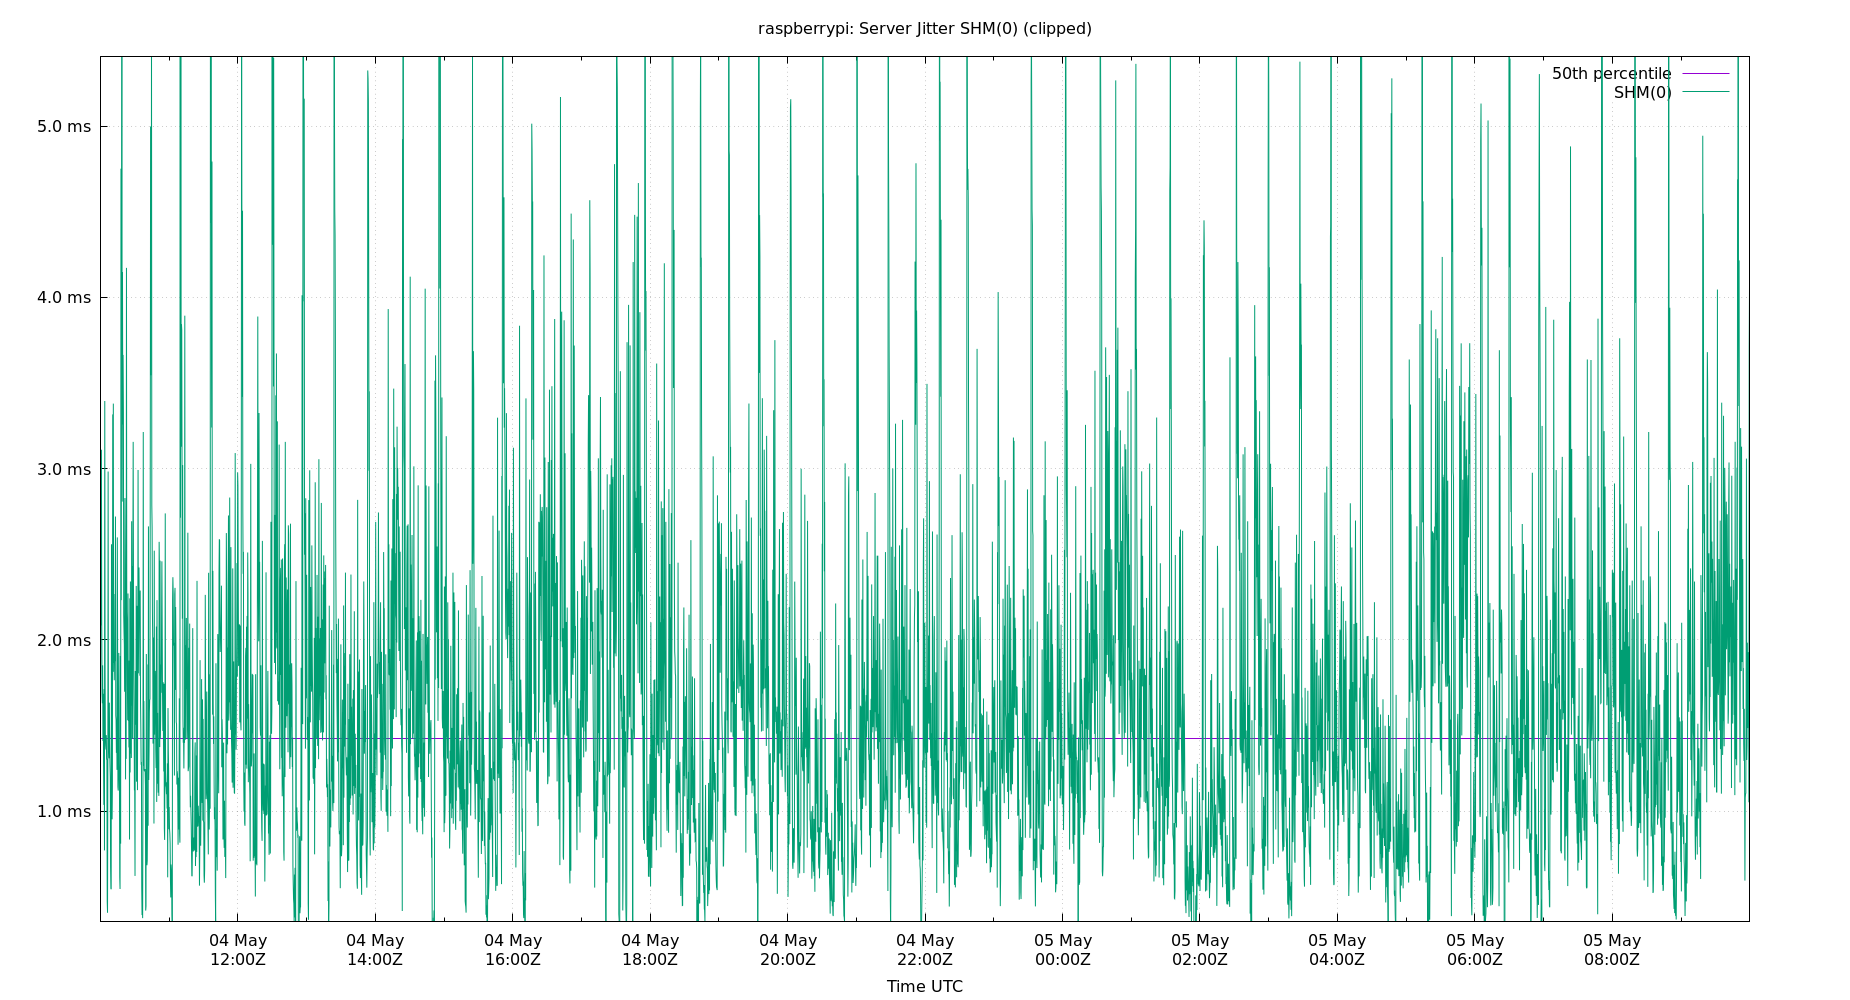 raspberrypi: Server Jitter SHM(0) (clipped)
50th percentile
SHM(0)
5.0 ms
4.0 ms
3.0 ms
2.0 ms
1.0 ms
04 May 04 May 04 May 04 May 04 May 04 May 05 May 05 May 05 May 05 May 05 May
12:00Z 14:00Z 16:00Z 18:00Z 20:00Z 22:00Z 00:00Z 02:00Z 04:00Z 06:00Z 08:00Z
Time UTC